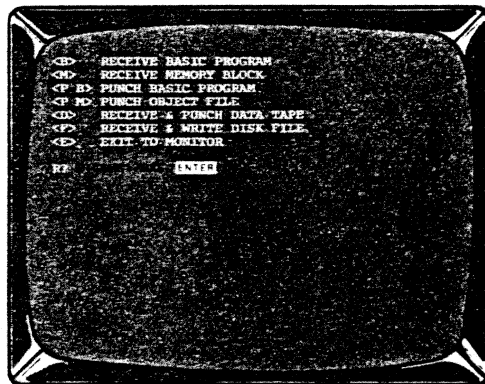 <B> RECEIVE BASIC PROGRAM
<M> RECEIVE MEMORY BLOCK
<P B> PUNCH BASIC PROGRAM
<P M> PUNCH OBJECT FILE
<D> RECEIVE & PUNCH DATA TAPE
<F> RECEIVE & WRITE DISK FILE
<E> EXIT TO MONITOR
R? ENTER